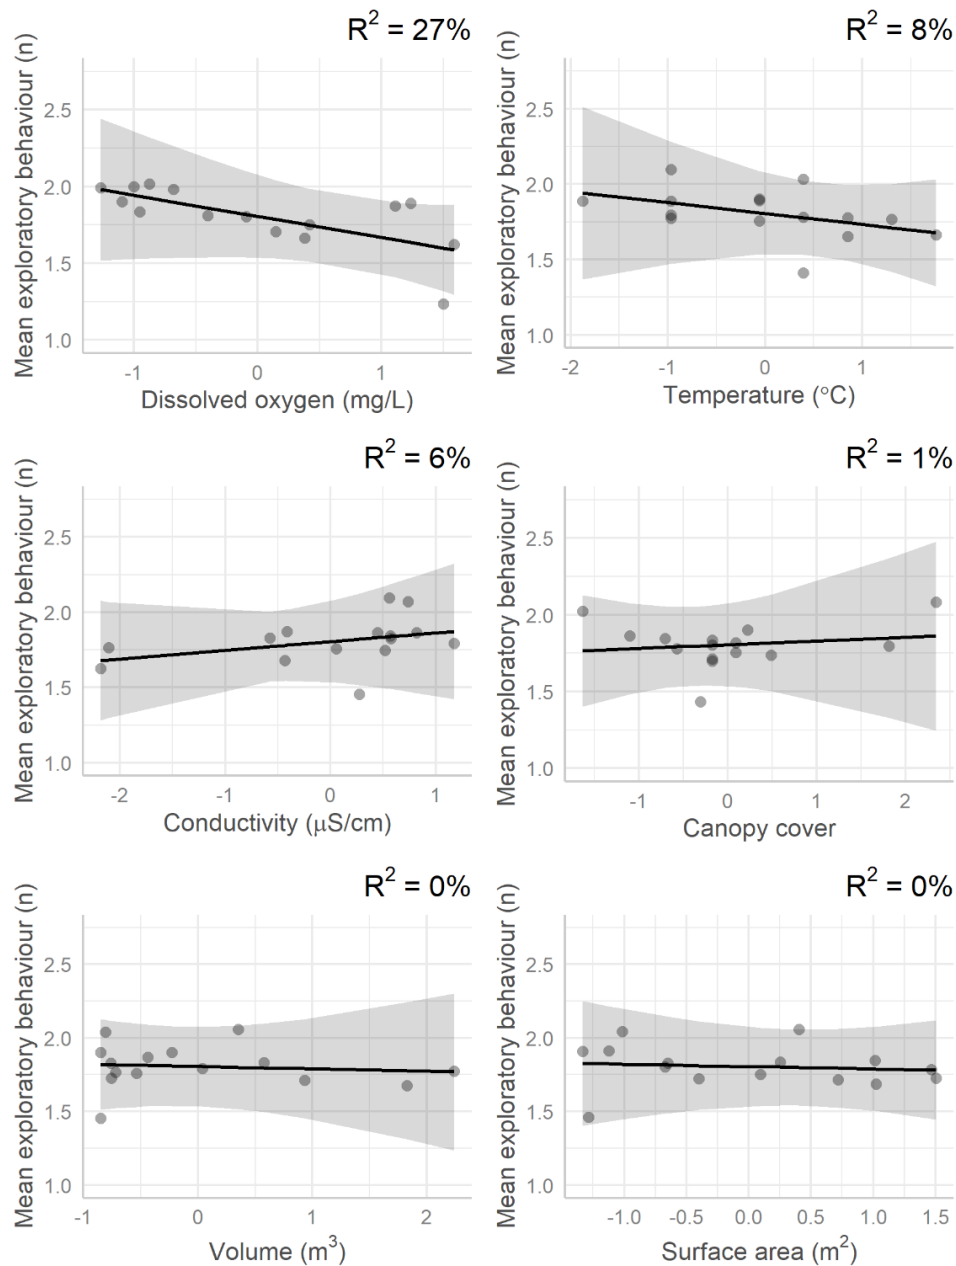 R² = 27%
Mean exploratory behaviour (n)
2.5
2.0
1.5
1.0
-1
0
1
Dissolved oxygen (mg/L)
R² = 8%
Mean exploratory behaviour (n)
2.5
2.0
1.5
1.0
-2
-1
0
1
Temperature (°C)
R² = 6%
Mean exploratory behaviour (n)
2.5
2.0
1.5
1.0
-2
-1
0
1
Conductivity (μS/cm)
R² = 1%
Mean exploratory behaviour (n)
2.5
2.0
1.5
1.0
-1
0
1
2
Canopy cover
R² = 0%
Mean exploratory behaviour (n)
2.5
2.0
1.5
1.0
-1
0
1
2
Volume (m³)
R² = 0%
Mean exploratory behaviour (n)
2.5
2.0
1.5
1.0
-1.0
-0.5
0.0
0.5
1.0
1.5
Surface area (m²)